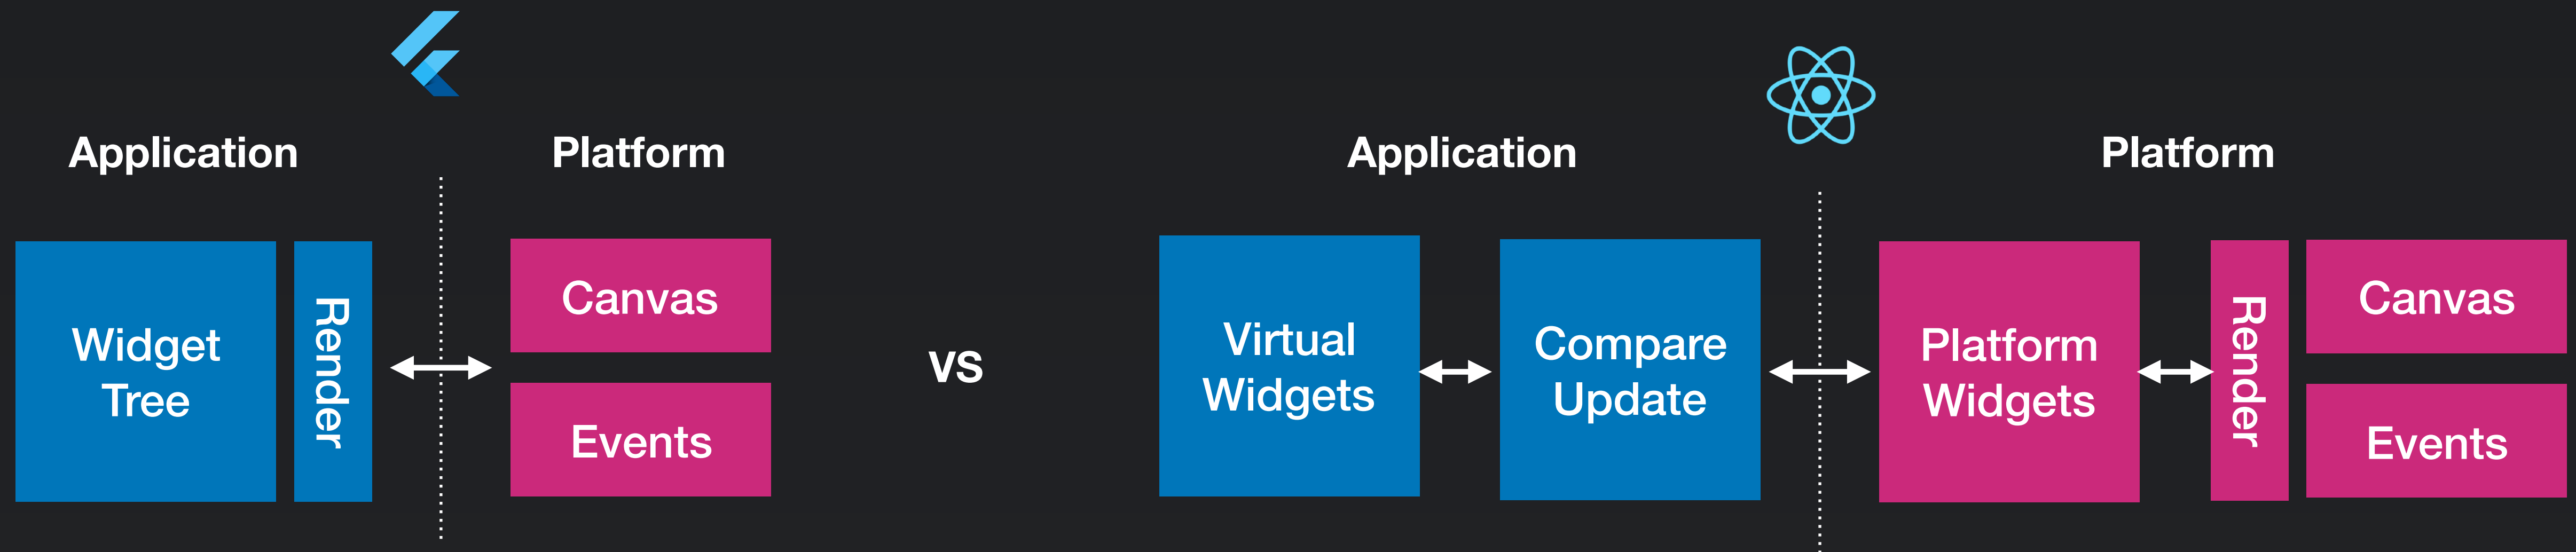 Application
Platform
Widget
Tree
Render
Canvas
Events
vs
Application
Platform
Virtual
Widgets
Compare
Update
Platform
Widgets
Render
Canvas
Events